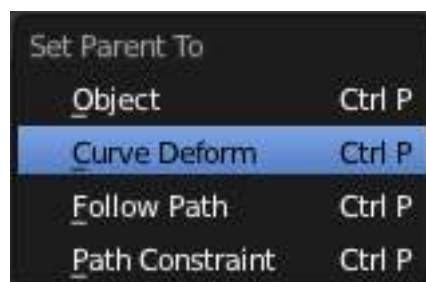 Set Parent To
Object Ctrl P
Curve Deform Ctrl P
Follow Path Ctrl P
Path Constraint Ctrl P